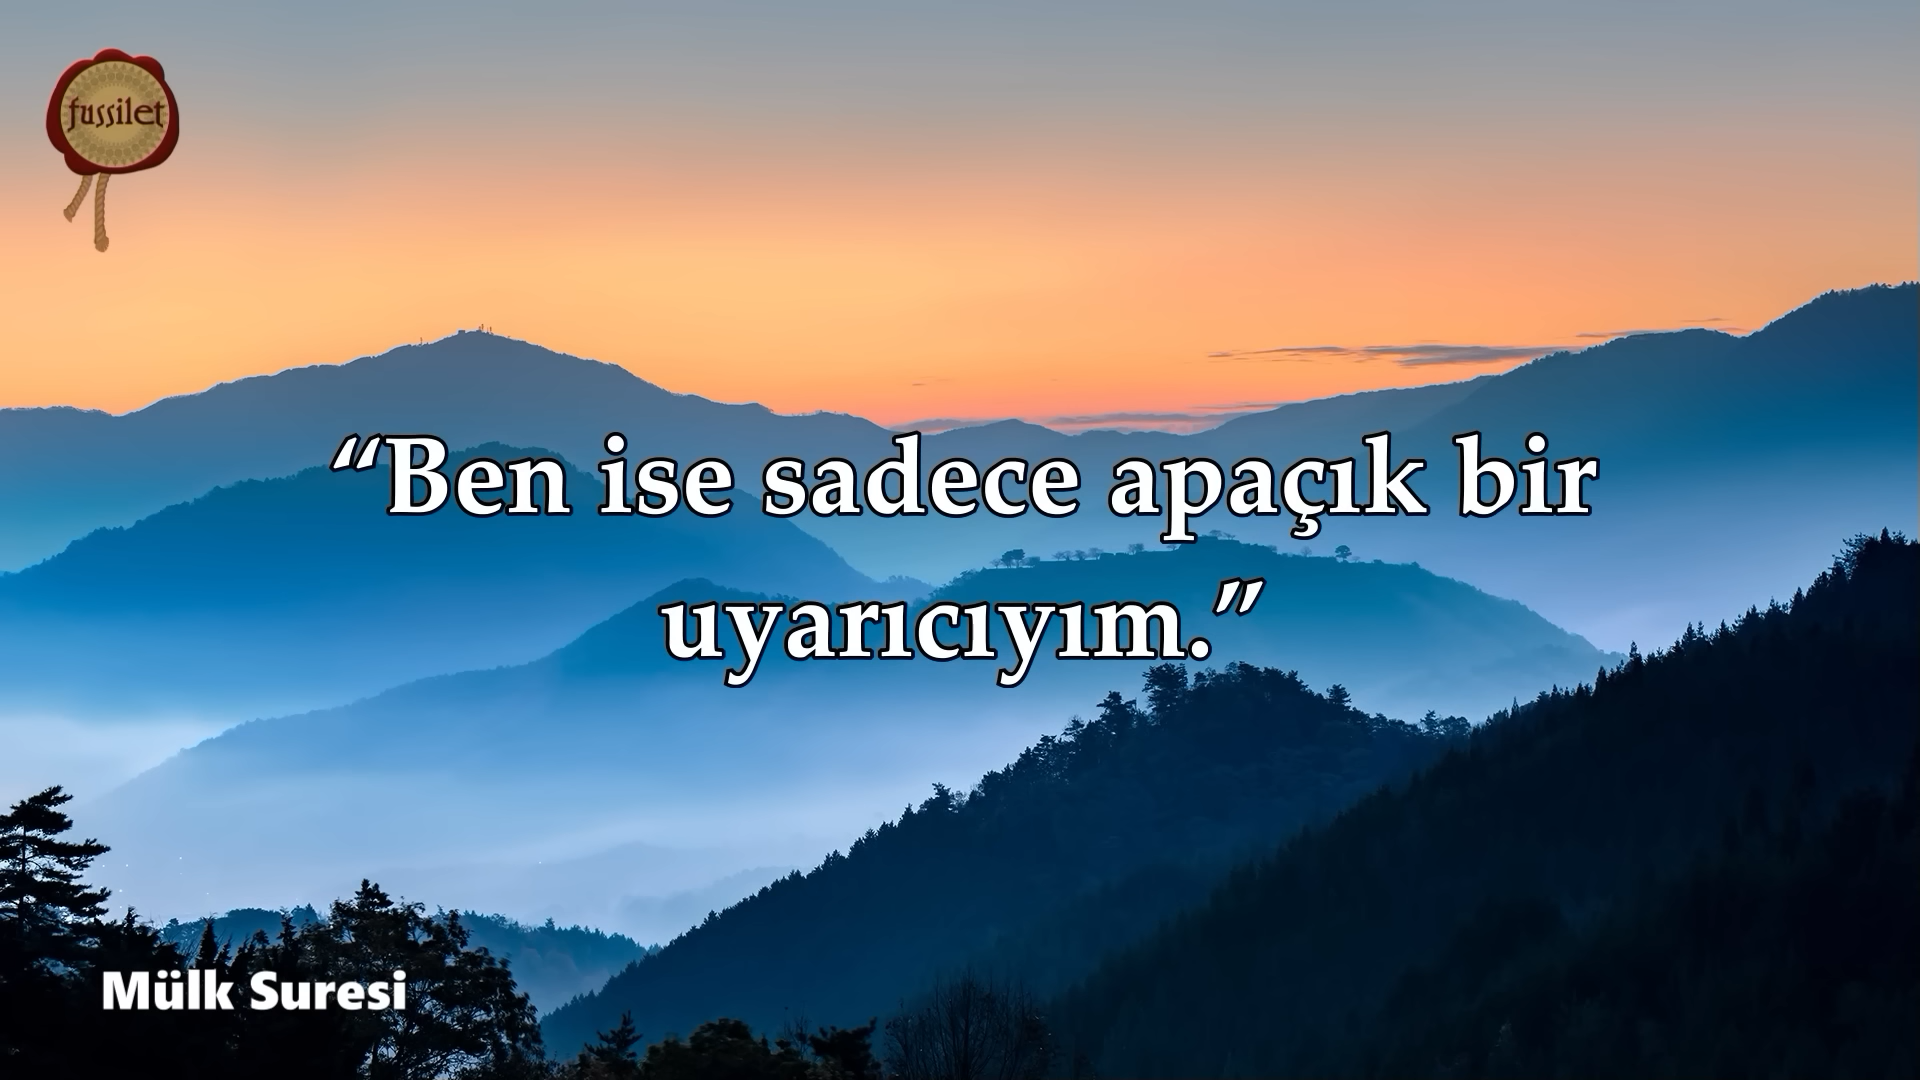 fussilet
“Ben ise sadece apaçık bir
uyarıcıyım.”
Mülk Suresi